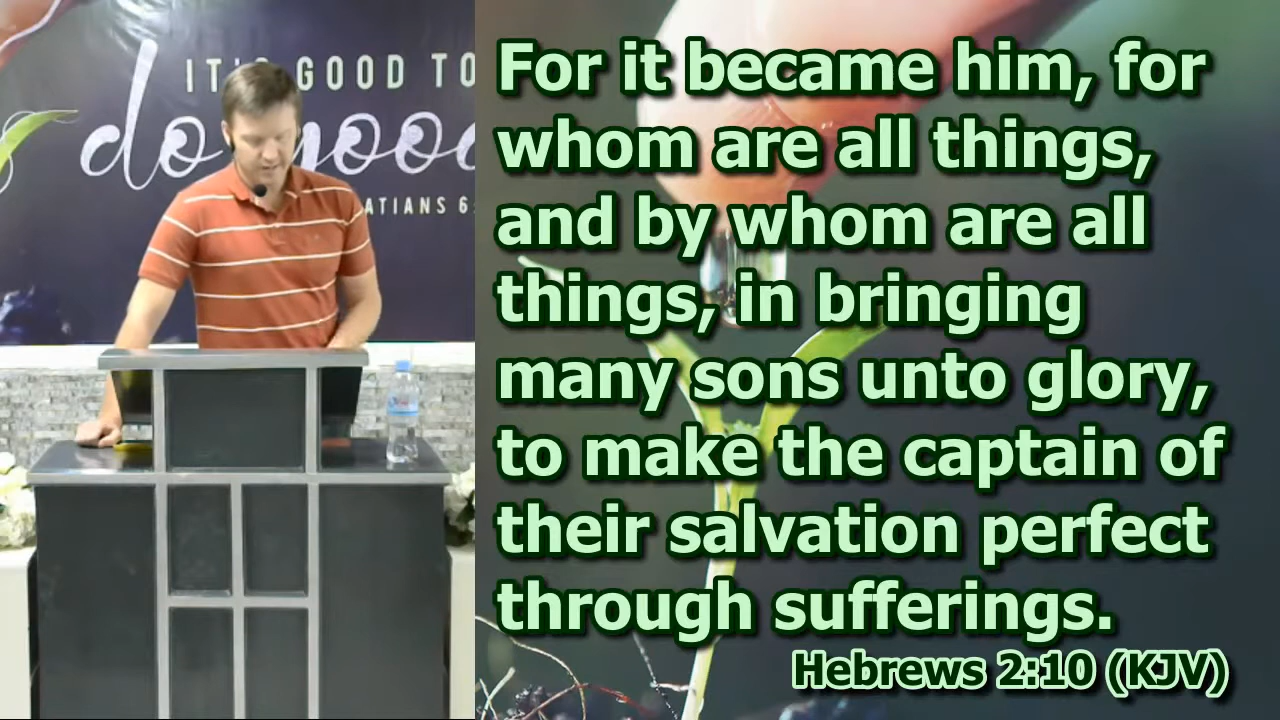 IT'S GOOD TO
do good
ATIANS 6:
For it became him, for
whom are all things,
and by whom are all
things, in bringing
many sons unto glory,
to make the captain of
their salvation perfect
through sufferings.
Hebrews 2:10 (KJV)